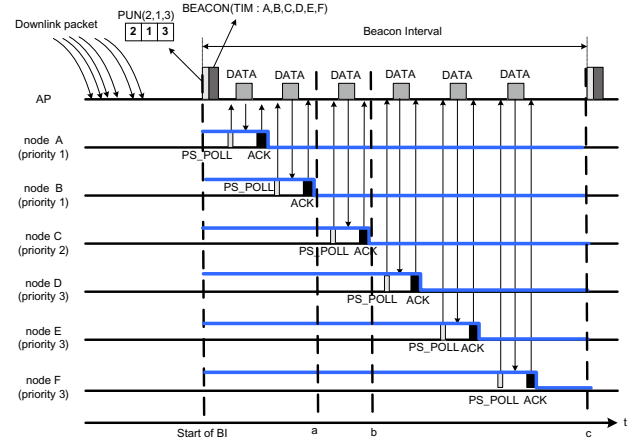 PUN(2,1,3)
BEACON(TIM : A,B,C,D,E,F)
Downlink packet
2 1 3
Beacon Interval
DATA DATA DATA DATA DATA DATA
AP
node A
(priority 1)
PS_POLL ACK
node B
(priority 1)
PS_POLL
ACK
node C
(priority 2)
PS_POLL ACK
node D
(priority 3)
PS_POLL ACK
node E
(priority 3)
PS_POLL ACK
node F
(priority 3)
PS_POLL ACK
t
Start of BI a b c